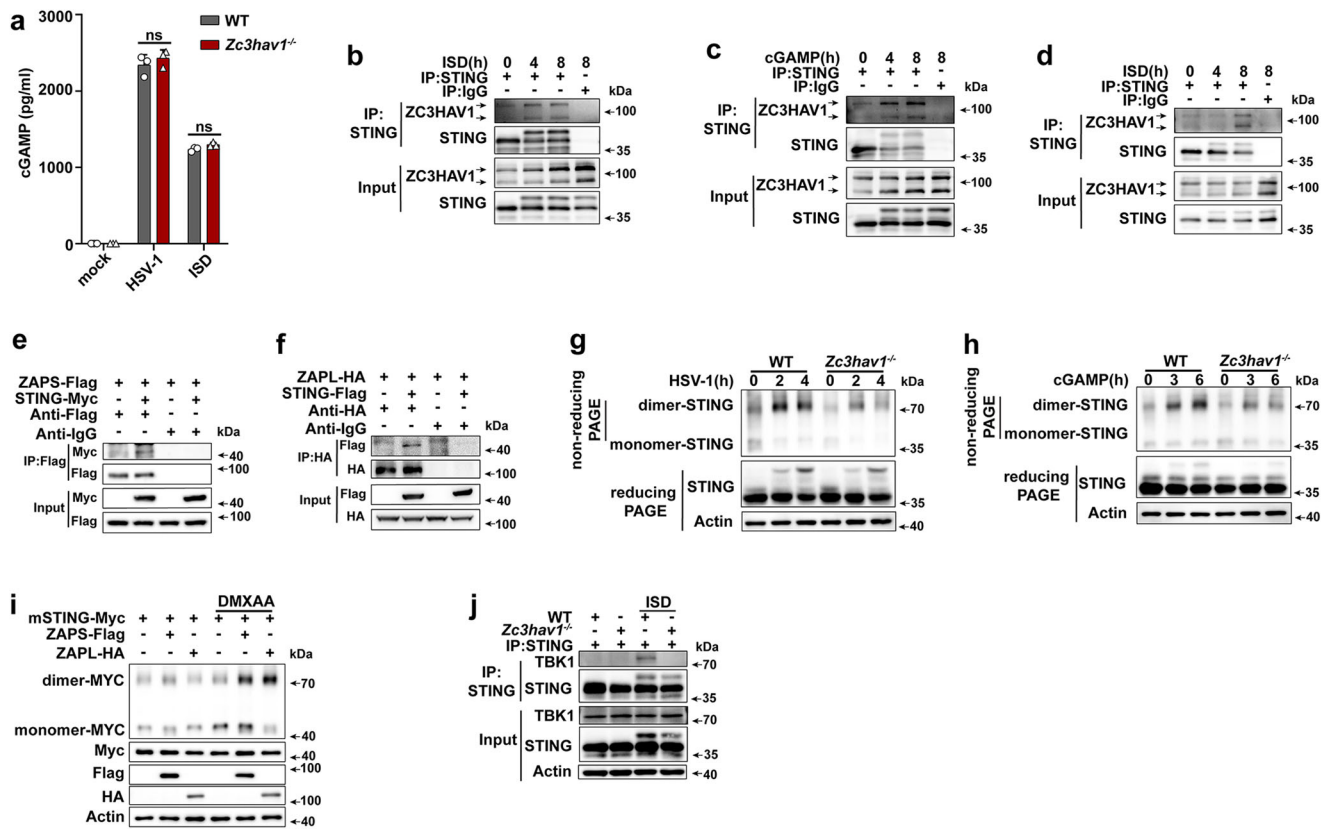 a
3000
2000
1000
0
cGAMP (pg/ml)
WT
Zc3hav1-/-
ns
ns
mock
HSV-1
ISD
b
ISD(h) 0 4 8 8
IP:STING + + + -
IP:IgG - - - +
kDa
IP:
STING
ZC3HAV1
100
STING
35
Input
ZC3HAV1
100
STING
35
c
cGAMP(h) 0 4 8 8
IP:STING + + + -
IP:IgG - - - +
kDa
IP:
STING
ZC3HAV1
100
STING
35
Input
ZC3HAV1
100
STING
35
d
ISD(h) 0 4 8 8
IP:STING + + + -
IP:IgG - - - +
kDa
IP:
STING
ZC3HAV1
100
STING
35
Input
ZC3HAV1
100
STING
35
e
ZAPS-Flag + + + +
STING-Myc - + - +
Anti-Flag + + - -
Anti-IgG - - + +
kDa
IP:Flag
Myc
40
Flag
100
Input
Myc
40
Flag
100
f
ZAPL-HA + + + +
STING-Flag - + - +
Anti-HA + + - -
Anti-IgG - - + +
kDa
IP:HA
Flag
40
HA
100
Input
Flag
40
HA
100
g
WT Zc3hav1-/-
HSV-1(h) 0 2 4 0 2 4
kDa
non-reducing
PAGE
dimer-STING
70
monomer-STING
35
reducing
PAGE
STING
35
Actin
40
h
WT Zc3hav1-/-
cGAMP(h) 0 3 6 0 3 6
kDa
non-reducing
PAGE
dimer-STING
70
monomer-STING
35
reducing
PAGE
STING
35
Actin
40
i
DMXAA
mSTING-Myc + + + + + +
ZAPS-Flag - + - - + -
ZAPL-HA - - + - - +
kDa
dimer-MYC
70
monomer-MYC
40
Myc
40
Flag
100
HA
100
Actin
40
j
ISD
WT + - + -
Zc3hav1-/- - + - +
IP:STING + + + +
kDa
IP:
STING
TBK1
70
STING
35
Input
TBK1
70
STING
35
Actin
40